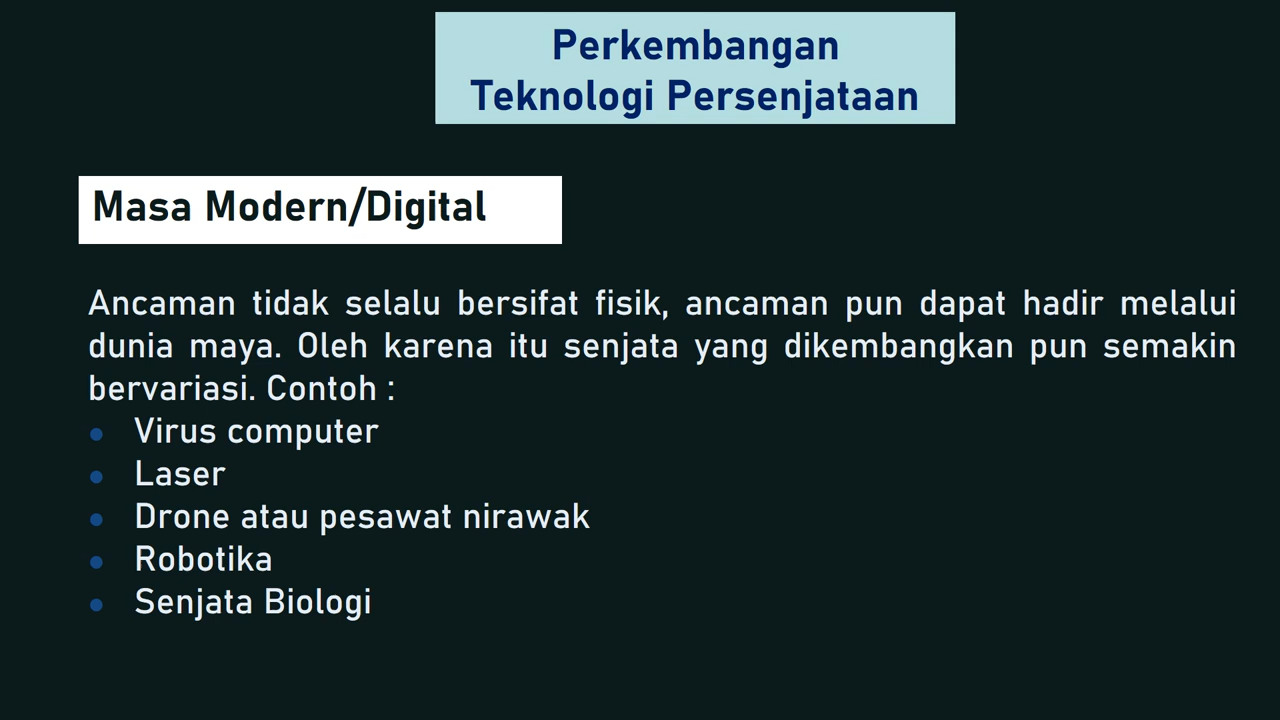 Perkembangan
Teknologi Persenjataan
Masa Modern/Digital
Ancaman tidak selalu bersifat fisik, ancaman pun dapat hadir melalui
dunia maya. Oleh karena itu senjata yang dikembangkan pun semakin
bervariasi. Contoh :
● Virus computer
● Laser
● Drone atau pesawat nirawak
● Robotika
● Senjata Biologi